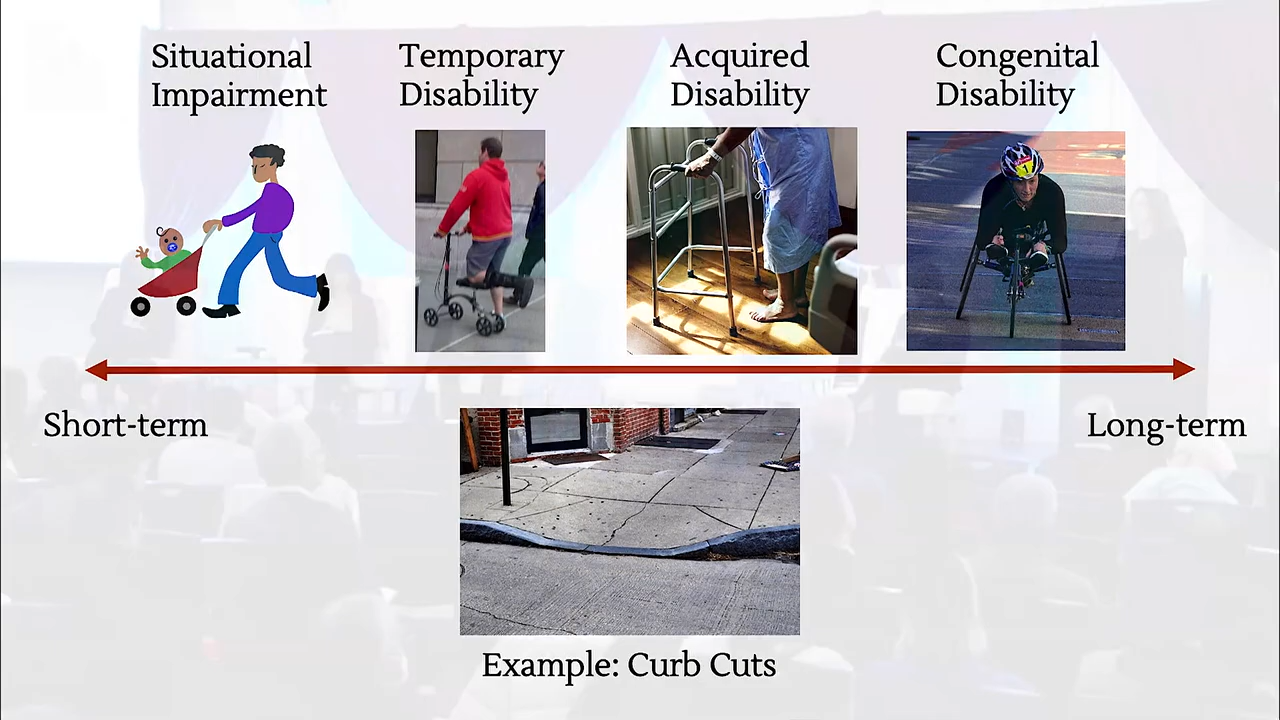 Situational
Impairment
Temporary
Disability
Acquired
Disability
Congenital
Disability
Short-term
Long-term
Example: Curb Cuts